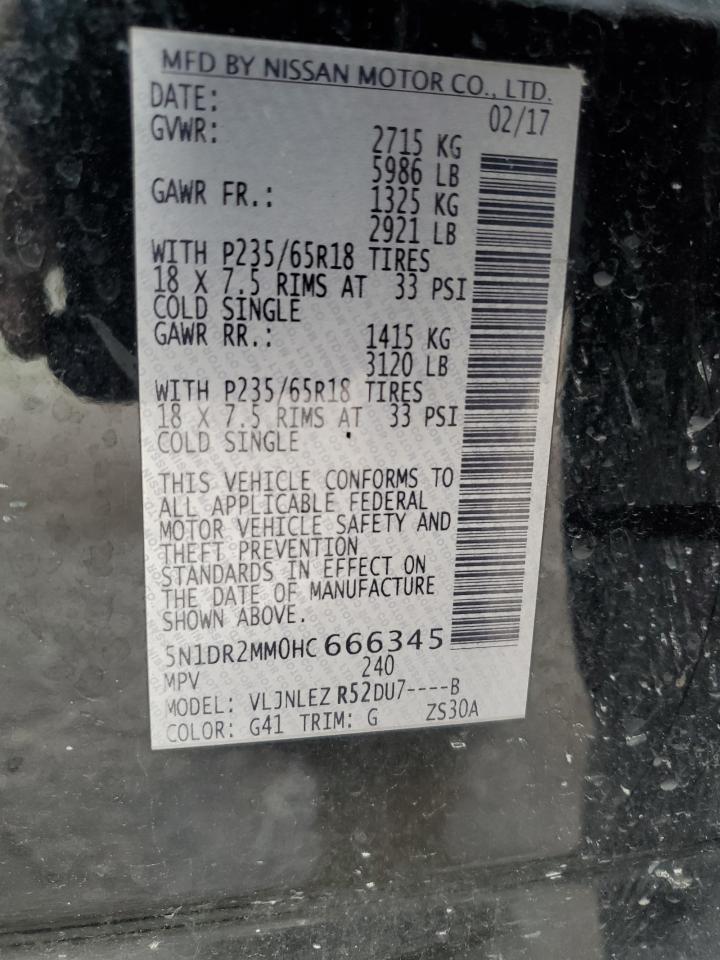 MFD BY NISSAN MOTOR CO., LTD.
DATE: 02/17
GVWR: 2715 KG
5986 LB
GAWR FR.: 1325 KG
2921 LB
WITH P235/65R18 TIRES
18 X 7.5 RIMS AT 33 PSI
COLD SINGLE
GAWR RR.: 1415 KG
3120 LB
WITH P235/65R18 TIRES
18 X 7.5 RIMS AT 33 PSI
COLD SINGLE
THIS VEHICLE CONFORMS TO
ALL APPLICABLE FEDERAL
MOTOR VEHICLE SAFETY AND
THEFT PREVENTION
STANDARDS IN EFFECT ON
THE DATE OF MANUFACTURE
SHOWN ABOVE.
5N1DR2MM0HC666345
MPV 240
MODEL: VLJNLEZ R52DU7----B
COLOR: G41 TRIM: G ZS30A